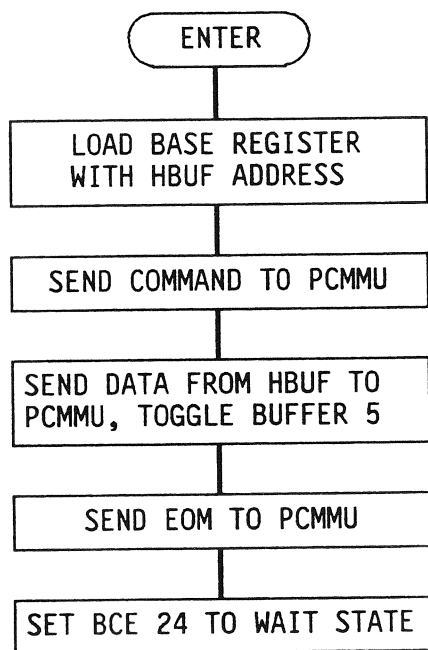 ENTER
LOAD BASE REGISTER
WITH HBUF ADDRESS
SEND COMMAND TO PCMMU
SEND DATA FROM HBUF TO
PCMMU, TOGGLE BUFFER 5
SEND EOM TO PCMMU
SET BCE 24 TO WAIT STATE